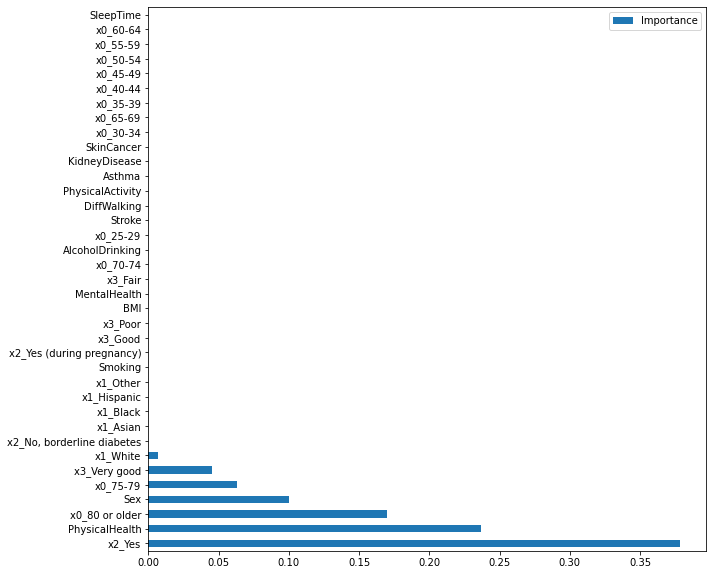 Importance
SleepTime
x0_60-64
x0_55-59
x0_50-54
x0_45-49
x0_40-44
x0_35-39
x0_65-69
x0_30-34
SkinCancer
KidneyDisease
Asthma
PhysicalActivity
DiffWalking
Stroke
x0_25-29
AlcoholDrinking
x0_70-74
x3_Fair
MentalHealth
BMI
x3_Poor
x3_Good
x2_Yes (during pregnancy)
Smoking
x1_Other
x1_Hispanic
x1_Black
x1_Asian
x2_No, borderline diabetes
x1_White
x3_Very good
x0_75-79
Sex
x0_80 or older
PhysicalHealth
x2_Yes
0.00 0.05 0.10 0.15 0.20 0.25 0.30 0.35